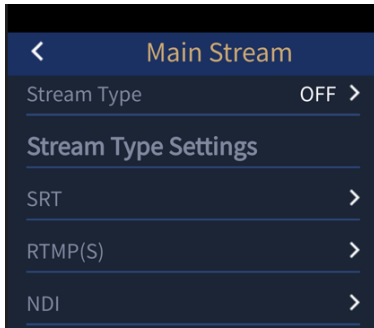 Main Stream
Stream Type OFF
Stream Type Settings
SRT
RTMP(S)
NDI